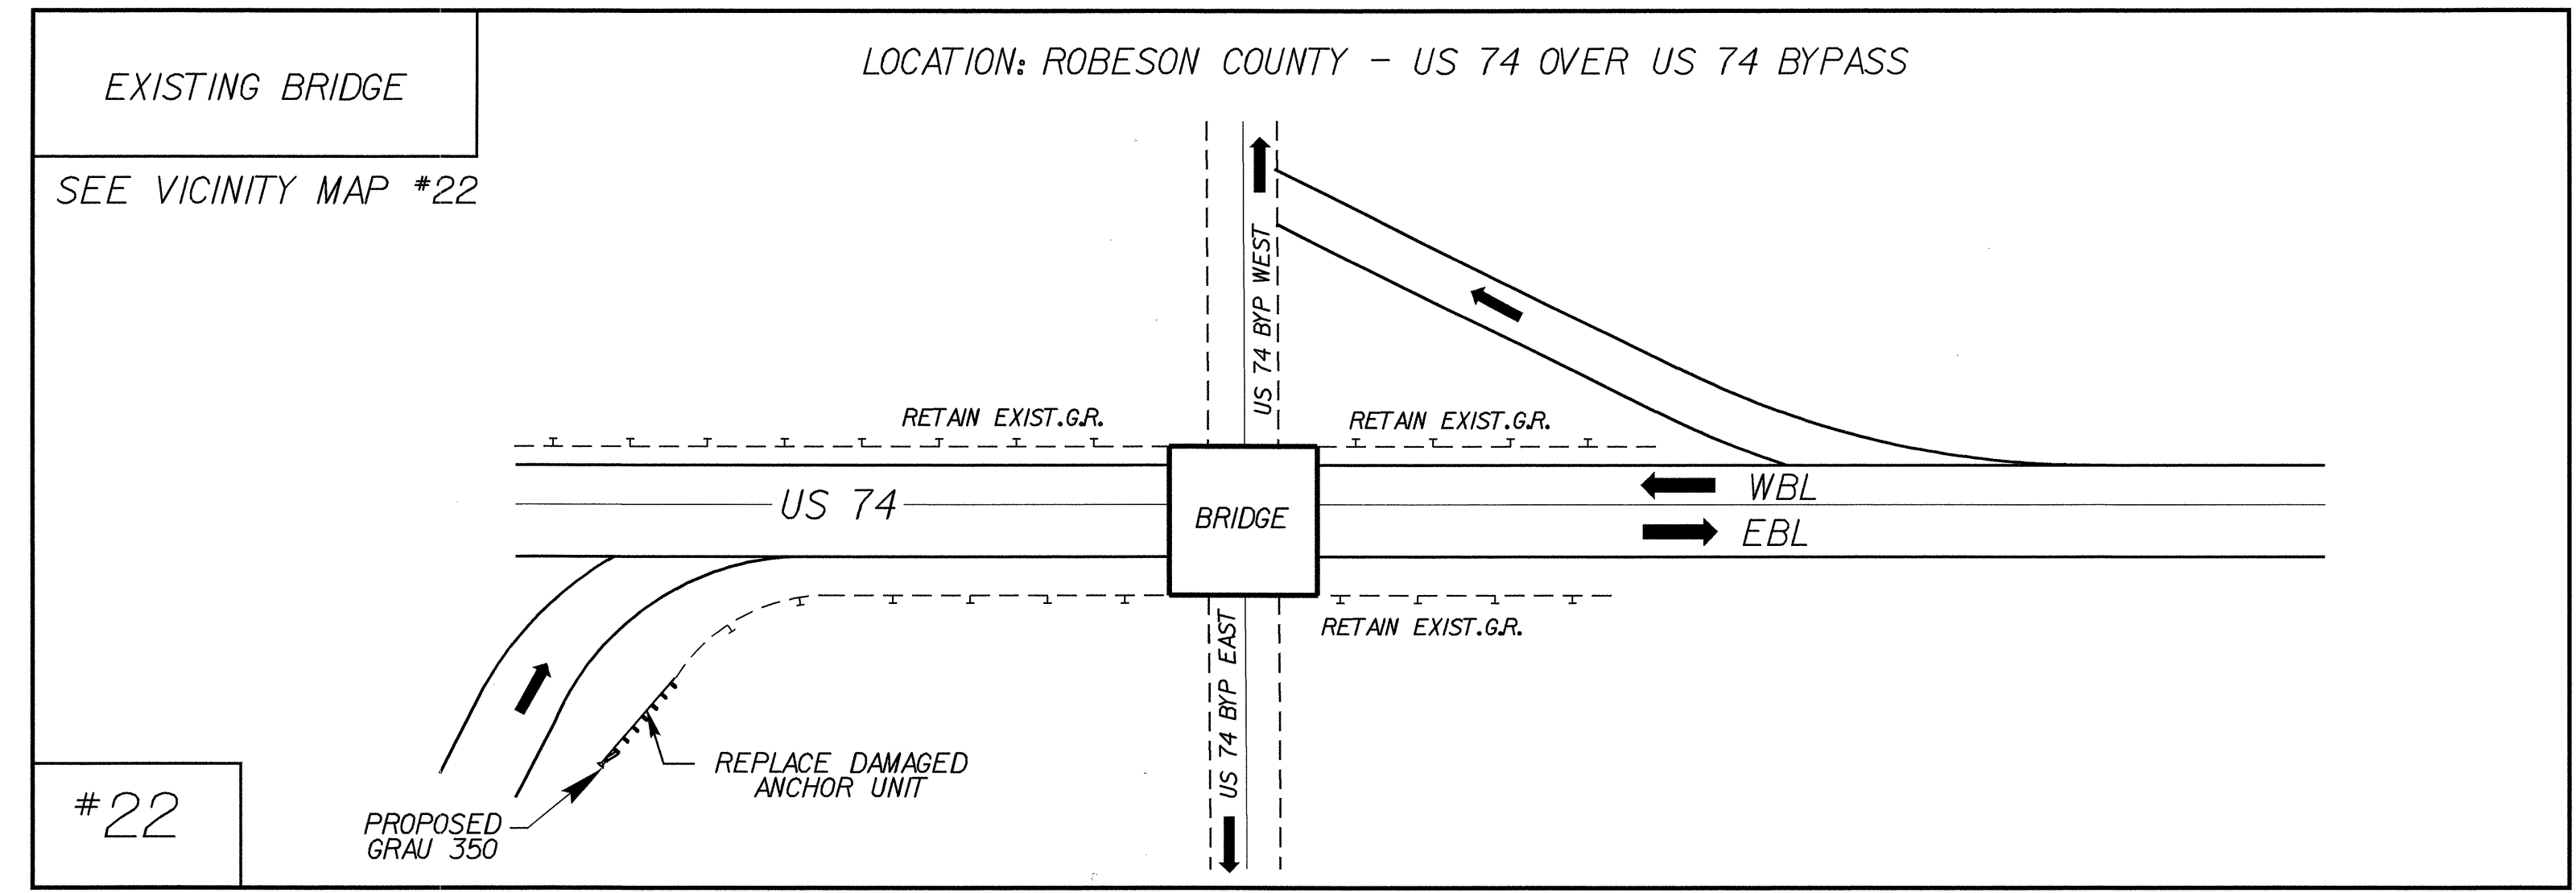 LOCATION: ROBESON COUNTY - US 74 OVER US 74 BYPASS
EXISTING BRIDGE
SEE VICINITY MAP #22
US 74 BYP WEST
RETAIN EXIST.G.R.
RETAIN EXIST.G.R.
US 74
BRIDGE
WBL
EBL
RETAIN EXIST.G.R.
US 74 BYP EAST
REPLACE DAMAGED
ANCHOR UNIT
PROPOSED
GRAU 350
#22